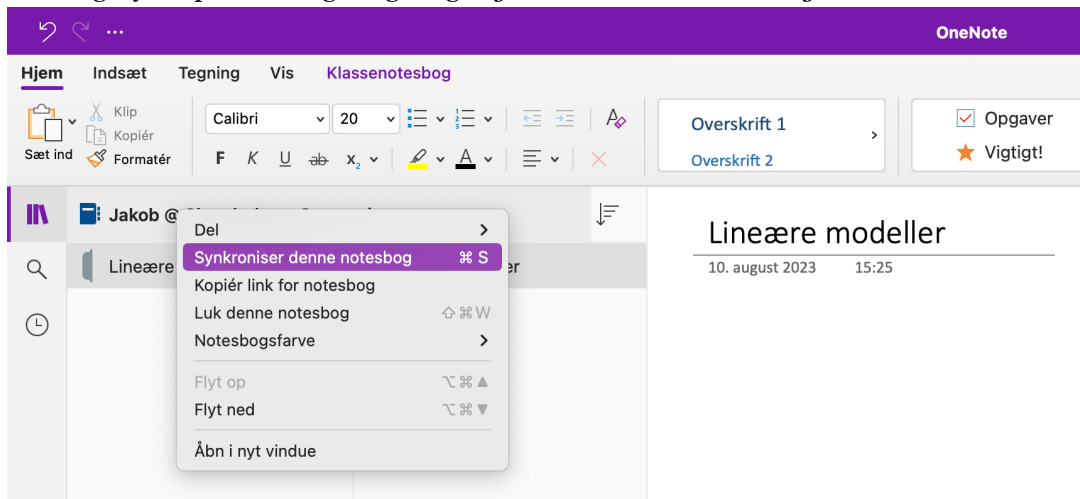 OneNote
Hjem Indsæt Tegning Vis Klassenotesbog
Sæt ind
Klip
Kopiér
Formatér
Calibri 20
F K U ab x₂ A
Overskrift 1
Overskrift 2
Opgaver
Vigtigt!
Jakob @
Lineære
Del
Synkroniser denne notesbog ⌘ S
Kopiér link for notesbog
Luk denne notesbog ⇧ ⌘ W
Notesbogsfarve
Flyt op ⌥ ⌘ ▲
Flyt ned ⌥ ⌘ ▼
Åbn i nyt vindue
Lineære modeller
10. august 2023 15:25